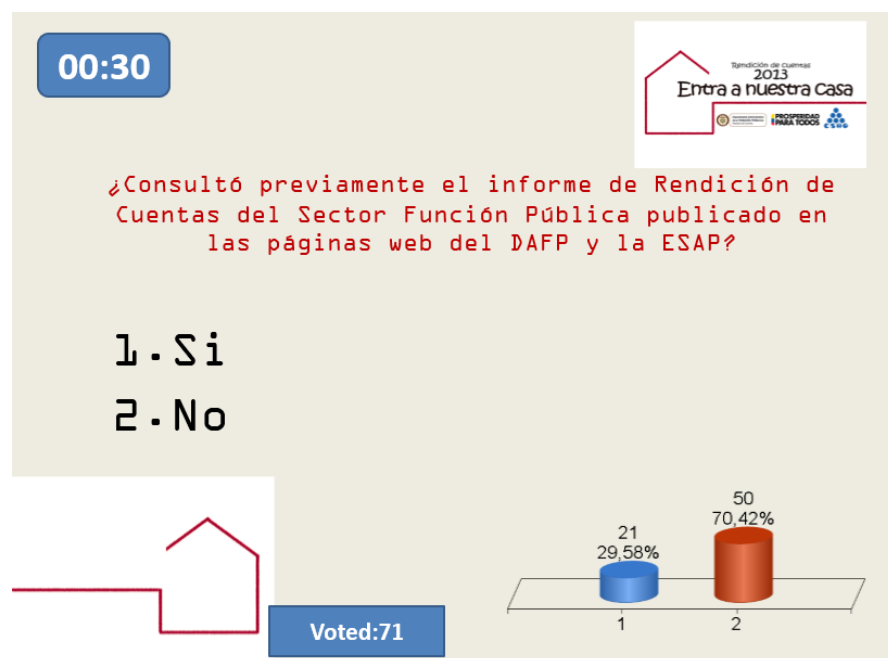 00:30
Rendición de Cuentas
2013
Entra a nuestra Casa
PROSPERIDAD
PARA TODOS
ESAP
¿Consultó previamente el informe de Rendición de
Cuentas del Sector Función Pública publicado en
las páginas web del DAFP y la ESAP?
1.Si
2.No
50
70,42%
21
29,58%
1
2
Voted:71